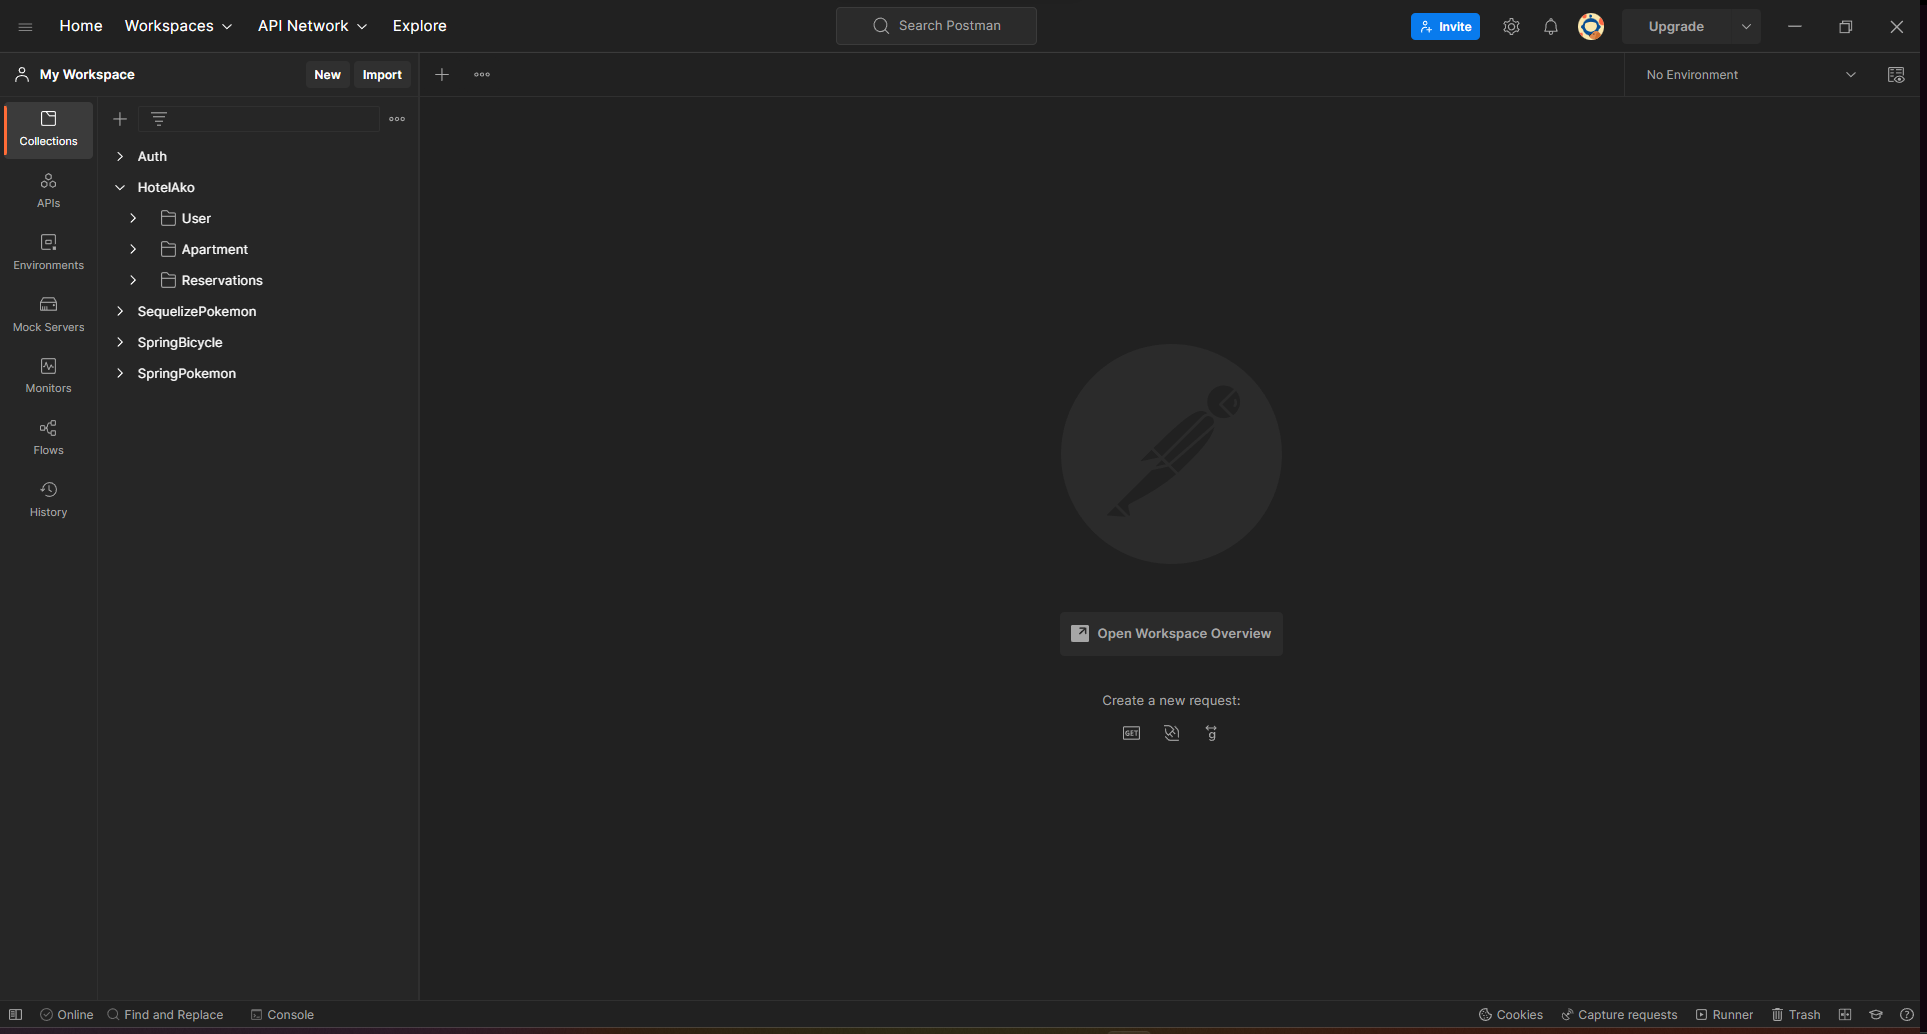 Home Workspaces API Network Explore Search Postman Invite Upgrade
My Workspace New Import No Environment
Collections
APIs
Environments
Mock Servers
Monitors
Flows
History
Auth
HotelAko
User
Apartment
Reservations
SequelizePokemon
SpringBicycle
SpringPokemon
Open Workspace Overview
Create a new request:
GET g
Online Find and Replace Console Cookies Capture requests Runner Trash